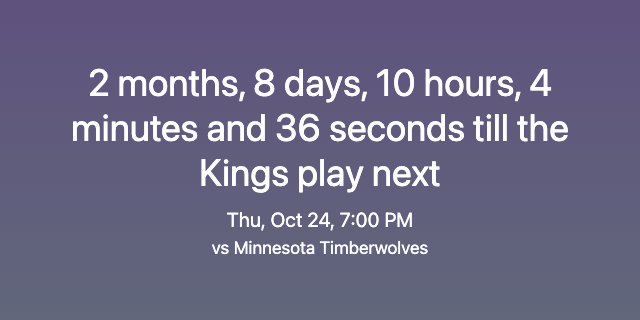 2 months, 8 days, 10 hours, 4
minutes and 36 seconds till the
Kings play next
Thu, Oct 24, 7:00 PM
vs Minnesota Timberwolves